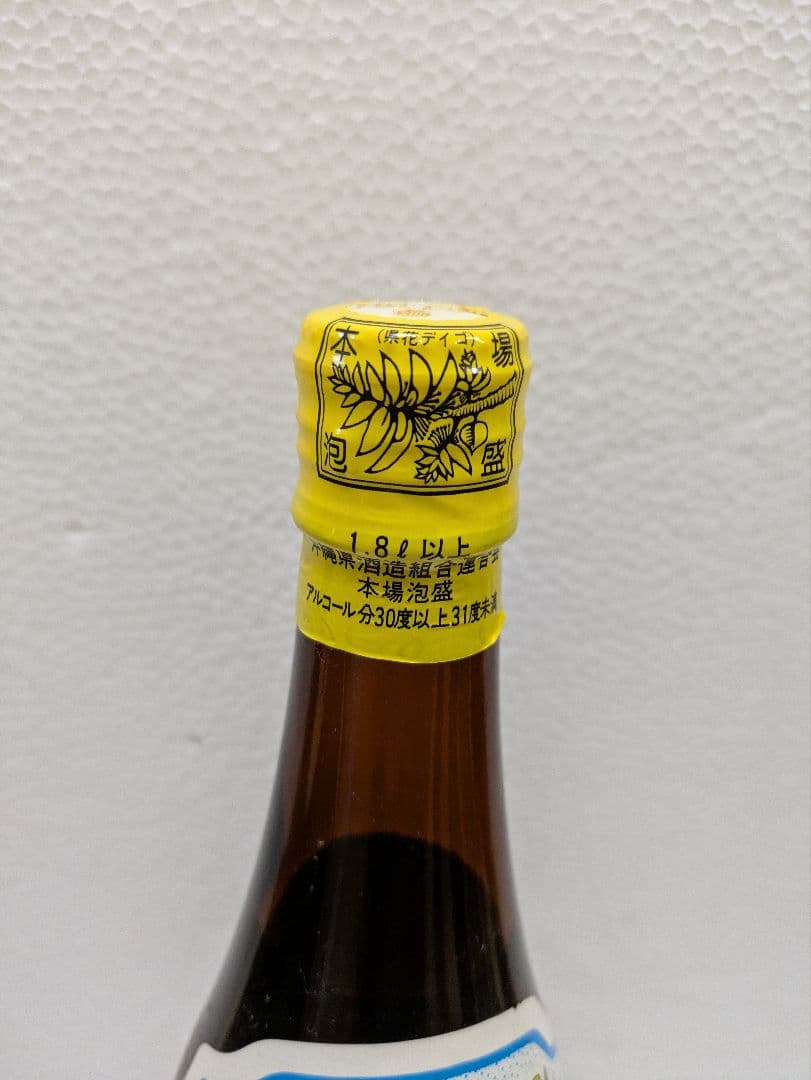 本 (県花デイゴ) 場
泡 盛
1.8ℓ以上
沖縄県酒造組合連合会
本場泡盛
アルコール分30度以上31度未満